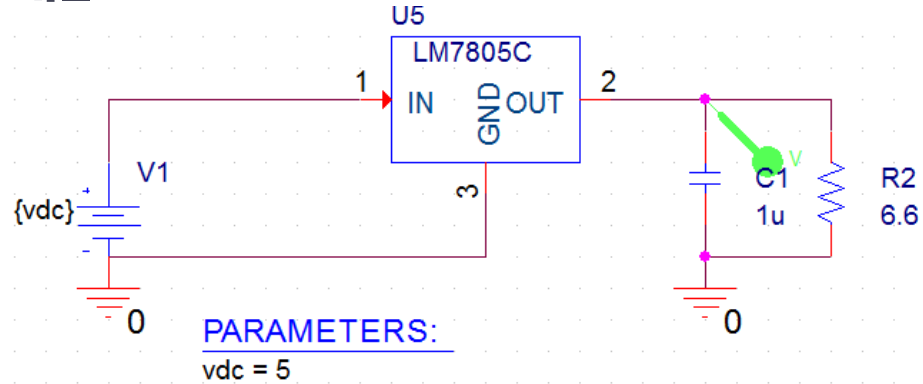 U5
LM7805C
1
IN
GND
OUT
2
3
V1
+
{vdc}
-
0
V
C1
1u
R2
6.6
0
PARAMETERS:
vdc = 5